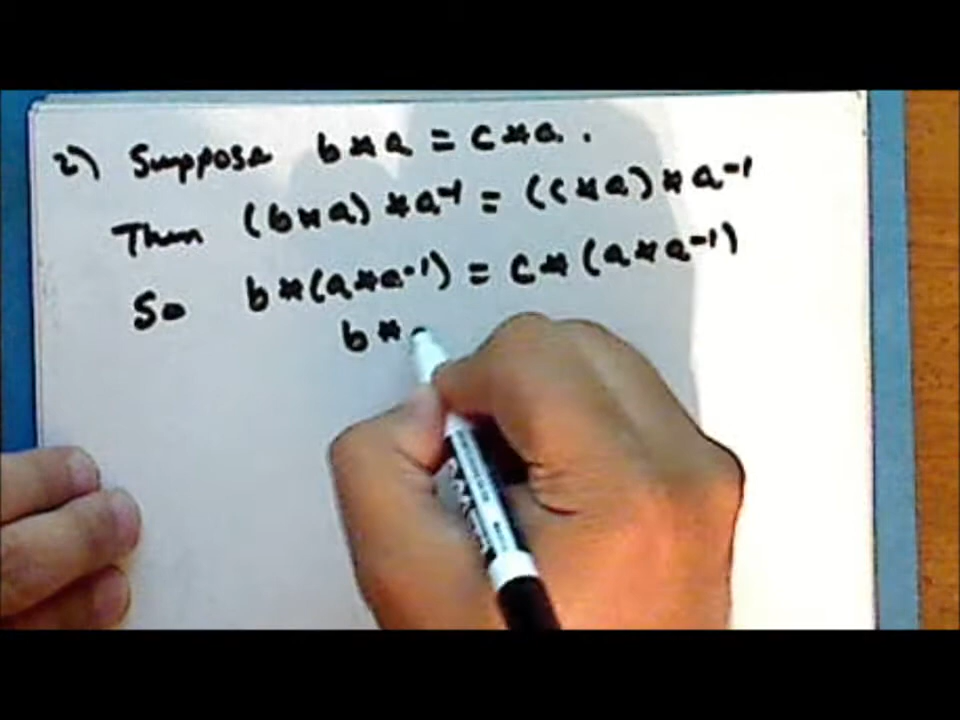 2) Suppose b * a = c * a .
Then (b * a) * a-1 = (c * a) * a-1
So b * (a * a-1) = c * (a * a-1)
b *